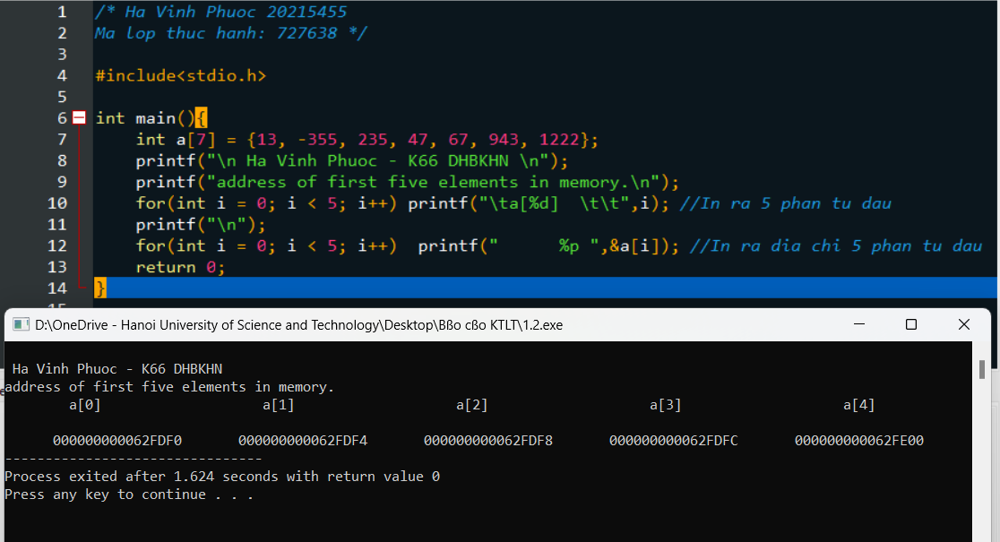 1 /* Ha Vinh Phuoc 20215455
2 Ma lop thuc hanh: 727638 */
3
4 #include<stdio.h>
5
6 int main(){
7 int a[7] = {13, -355, 235, 47, 67, 943, 1222};
8 printf("\n Ha Vinh Phuoc - K66 DHBKHN \n");
9 printf("address of first five elements in memory.\n");
10 for(int i = 0; i < 5; i++) printf("\ta[%d]  \t\t",i); //In ra 5 phan tu dau
11 printf("\n");
12 for(int i = 0; i < 5; i++)  printf("      %p ",&a[i]); //In ra dia chi 5 phan tu dau
13 return 0;
14 }
15
D:\OneDrive - Hanoi University of Science and Technology\Desktop\Bßo cßo KTLT\1.2.exe
Ha Vinh Phuoc - K66 DHBKHN
address of first five elements in memory.
a[0] a[1] a[2] a[3] a[4]
000000000062FDF0 000000000062FDF4 000000000062FDF8 000000000062FDFC 000000000062FE00
--------------------------------
Process exited after 1.624 seconds with return value 0
Press any key to continue . . .